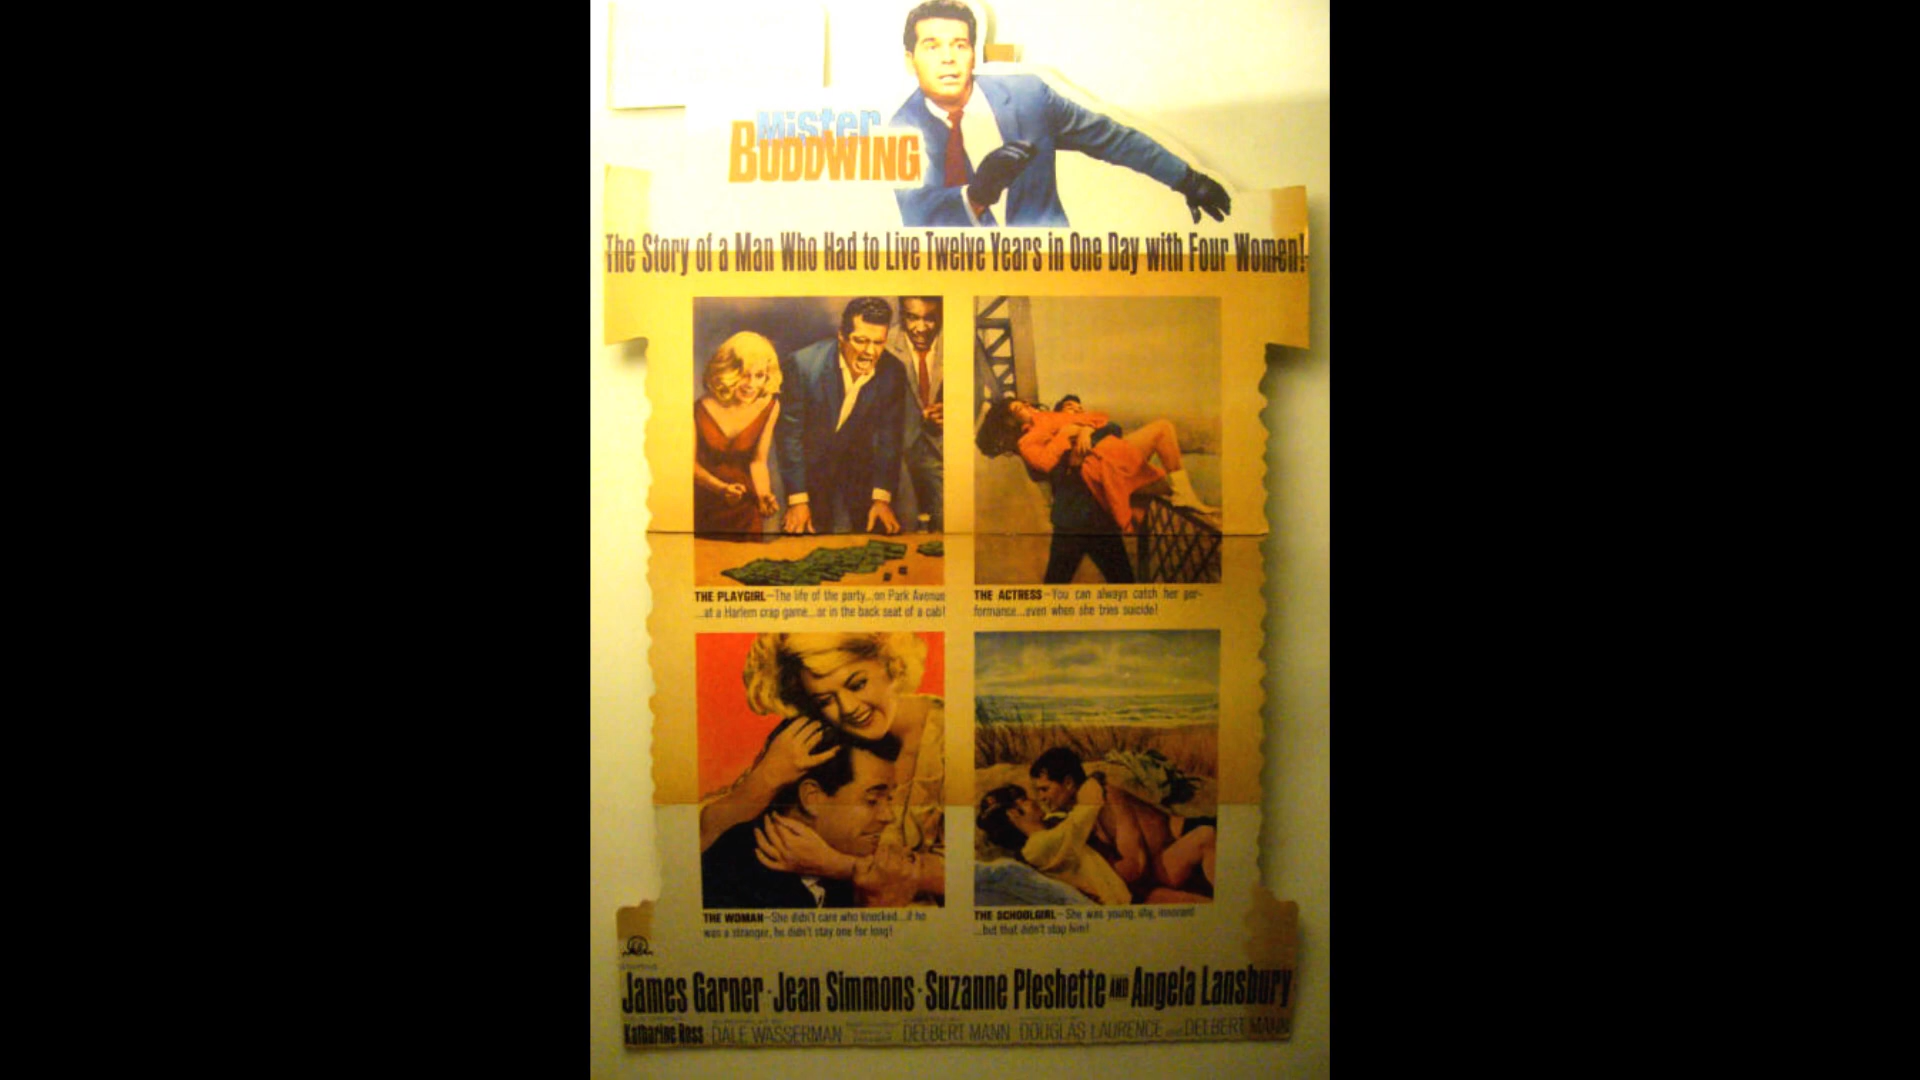 Mister
BUDDWING
The Story of a Man Who Had to Live Twelve Years in One Day with Four Women!
THE PLAYGIRL—The life of the party...on Park Avenue
...at a Harlem crap game...or in the back seat of a cab!
THE ACTRESS—You can always catch her per-
formance...even when she tries suicide!
THE WOMAN—She didn't care who knocked...if he
was a stranger, he didn't stay one for long!
THE SCHOOLGIRL—She was young, shy, innocent
...but that didn't stop him!
James Garner · Jean Simmons · Suzanne Pleshette AND Angela Lansbury
Katharine Ross DALE WASSERMAN DELBERT MANN DOUGLAS LAURENCE and DELBERT MANN